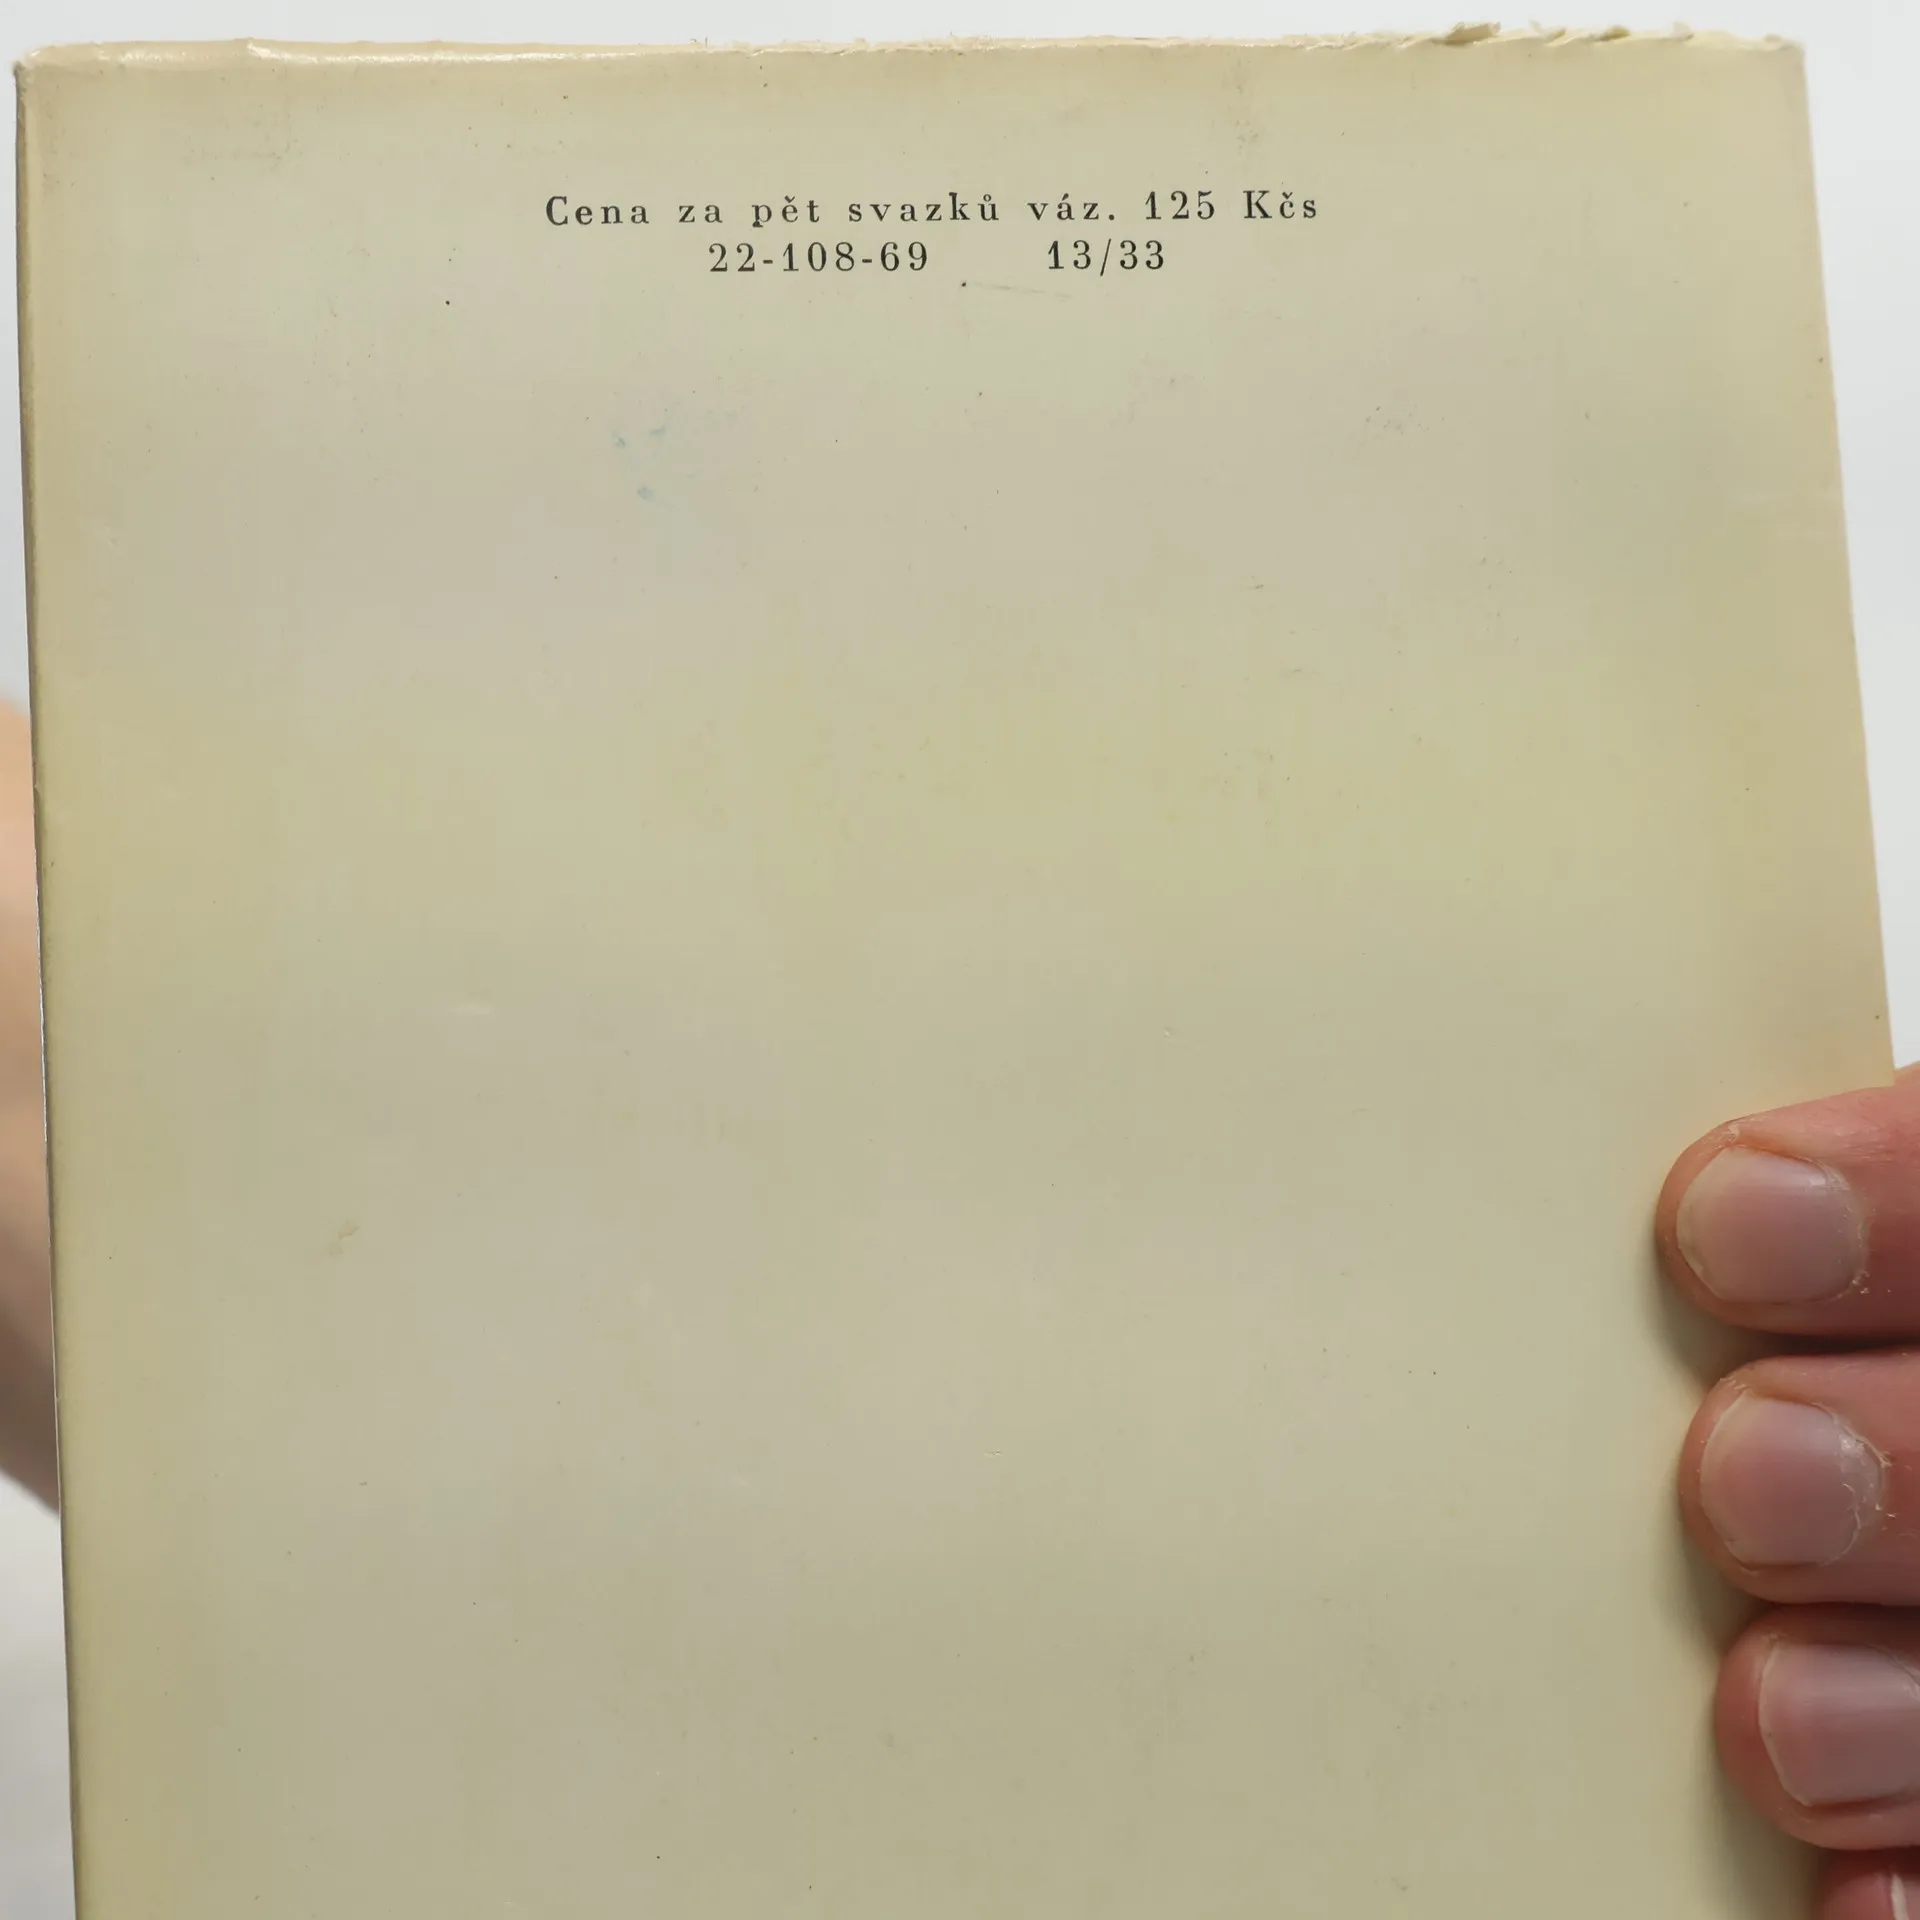 Cena za pět svazků váz. 125 Kčs
22-108-69 13/33